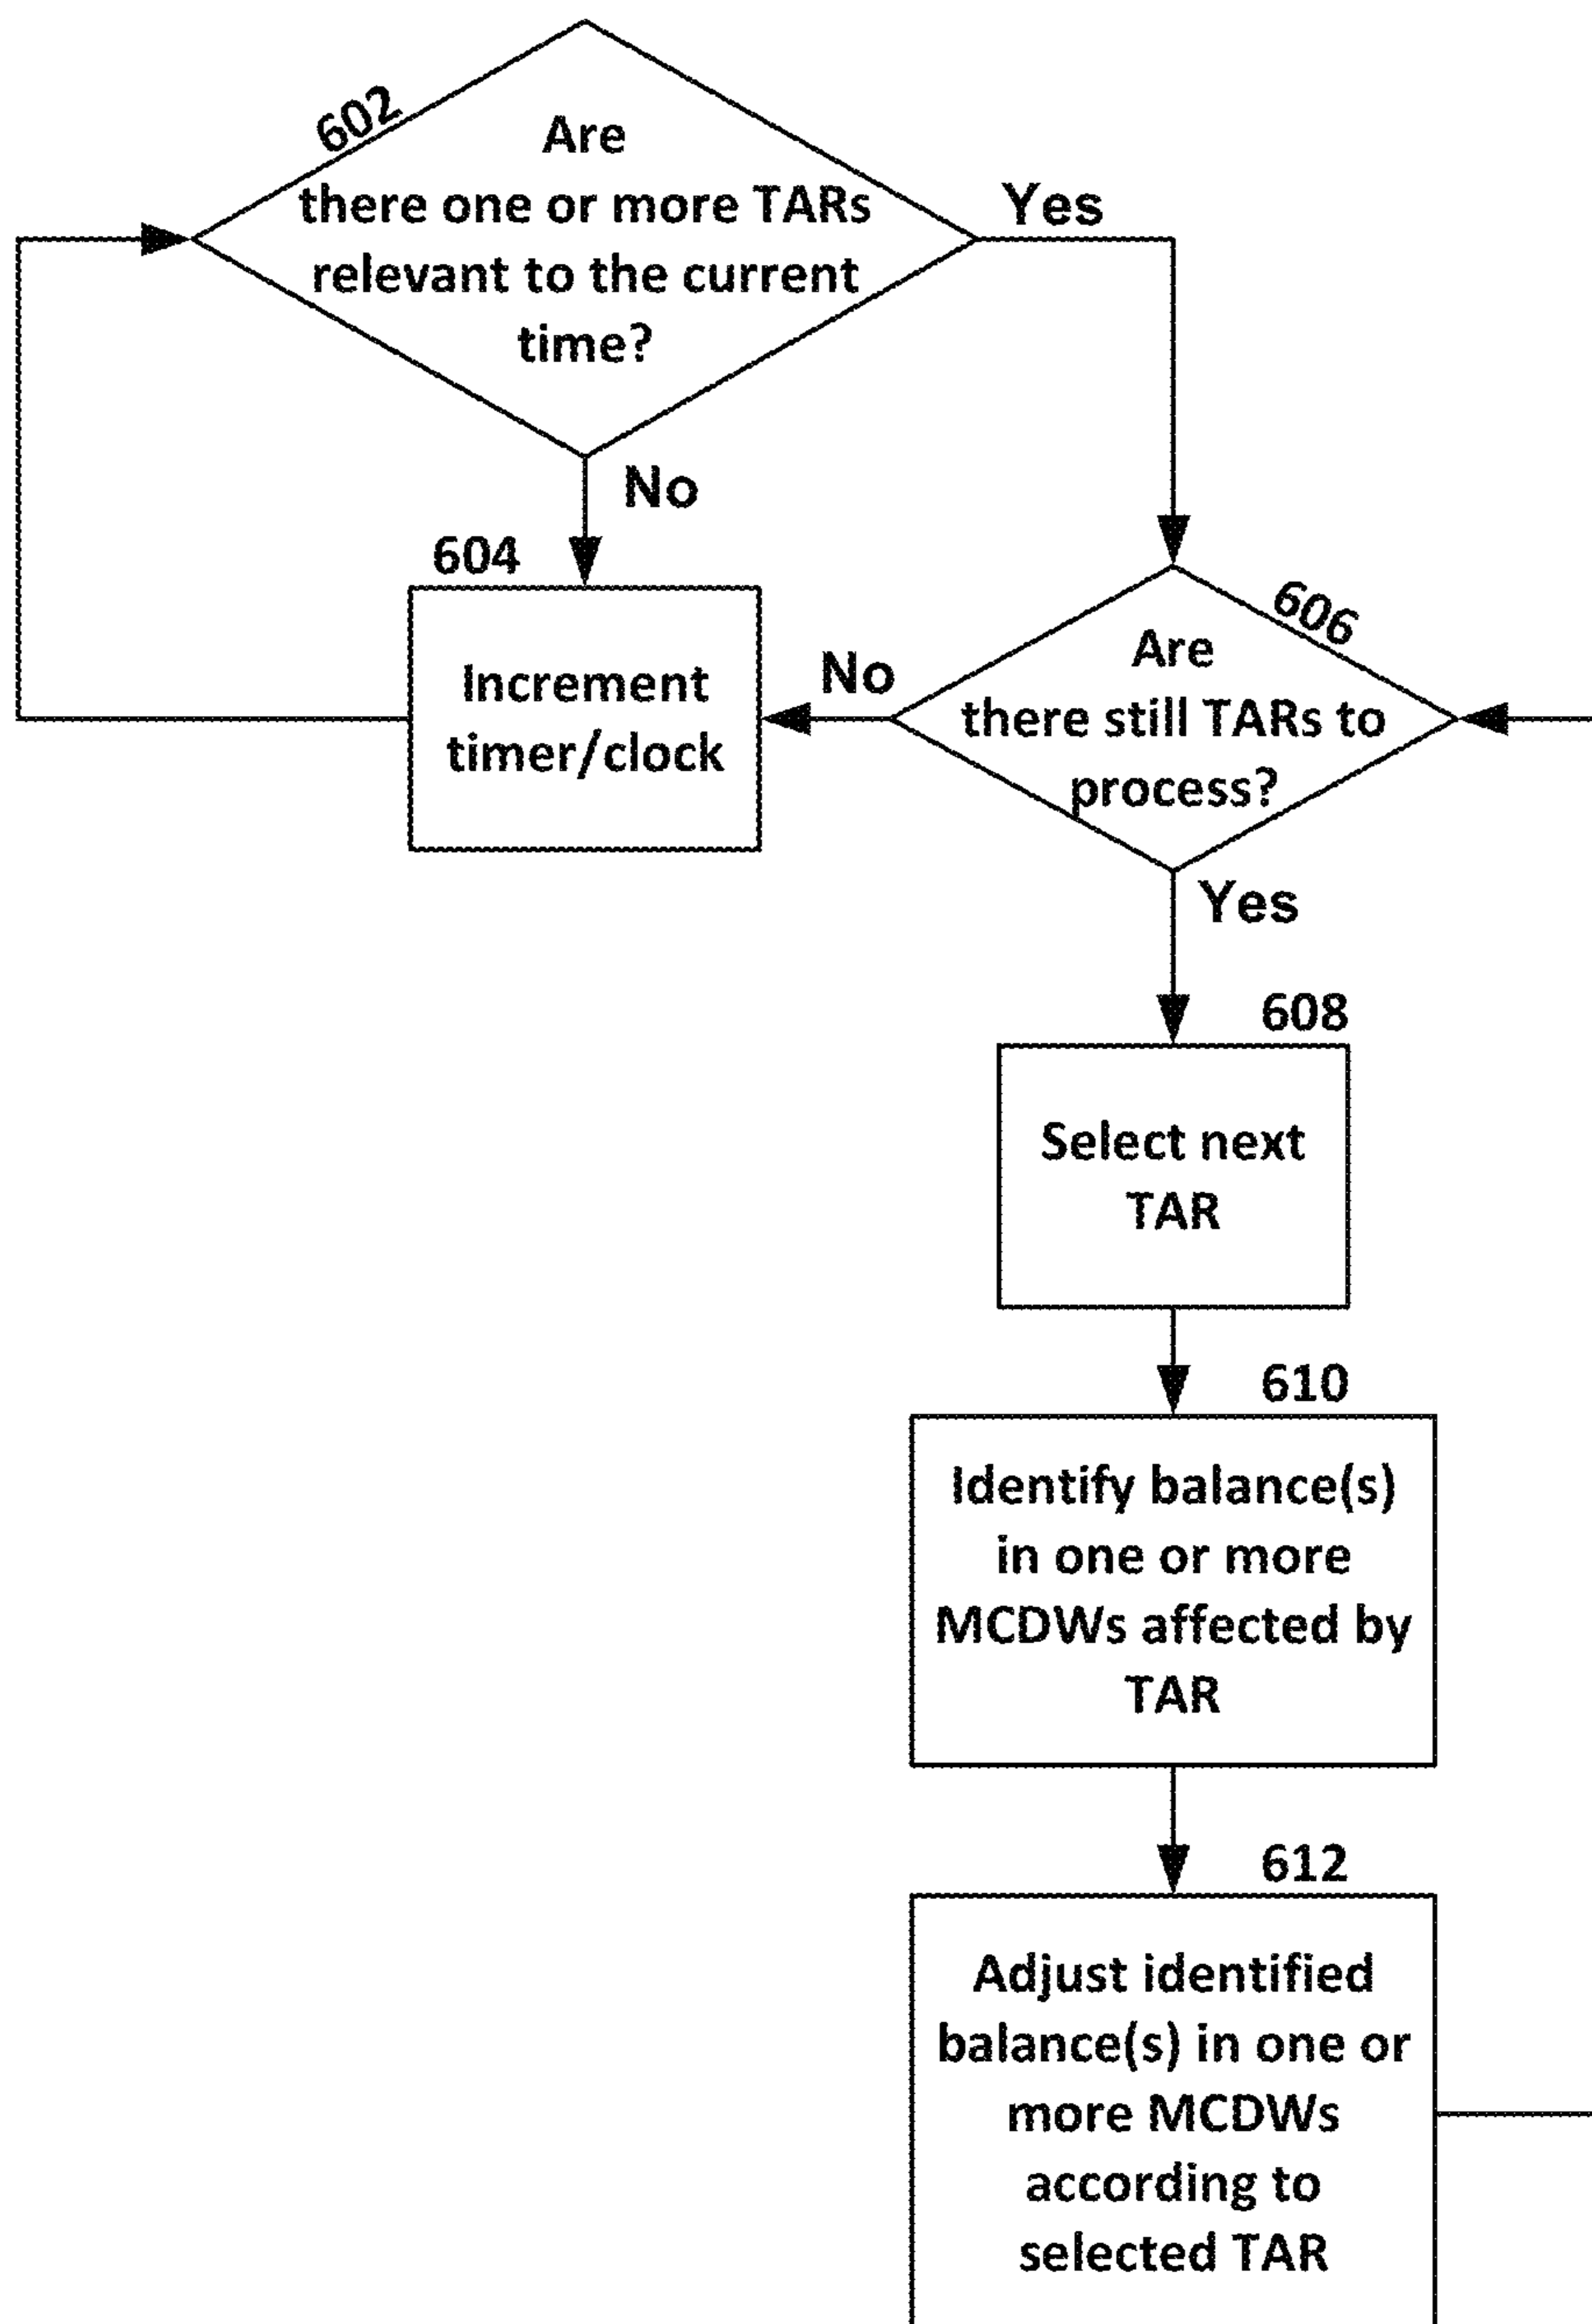 602
Are
there one or more TARs
relevant to the current
time?
Yes
No
604
Increment
timer/clock
No
606
Are
there still TARs to
process?
Yes
608
Select next
TAR
610
Identify balance(s)
in one or more
MCDWs affected by
TAR
612
Adjust identified
balance(s) in one or
more MCDWs
according to
selected TAR